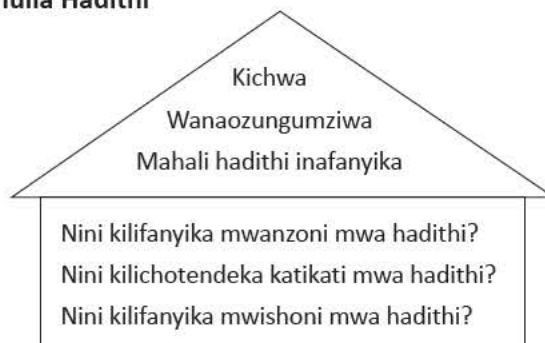 Hadithi
Kichwa
Wanaozungumziwa
Mahali hadithi inafanyika
Nini kilifanyika mwanzoni mwa hadithi?
Nini kilichotendeka katikati mwa hadithi?
Nini kilifanyika mwishoni mwa hadithi?